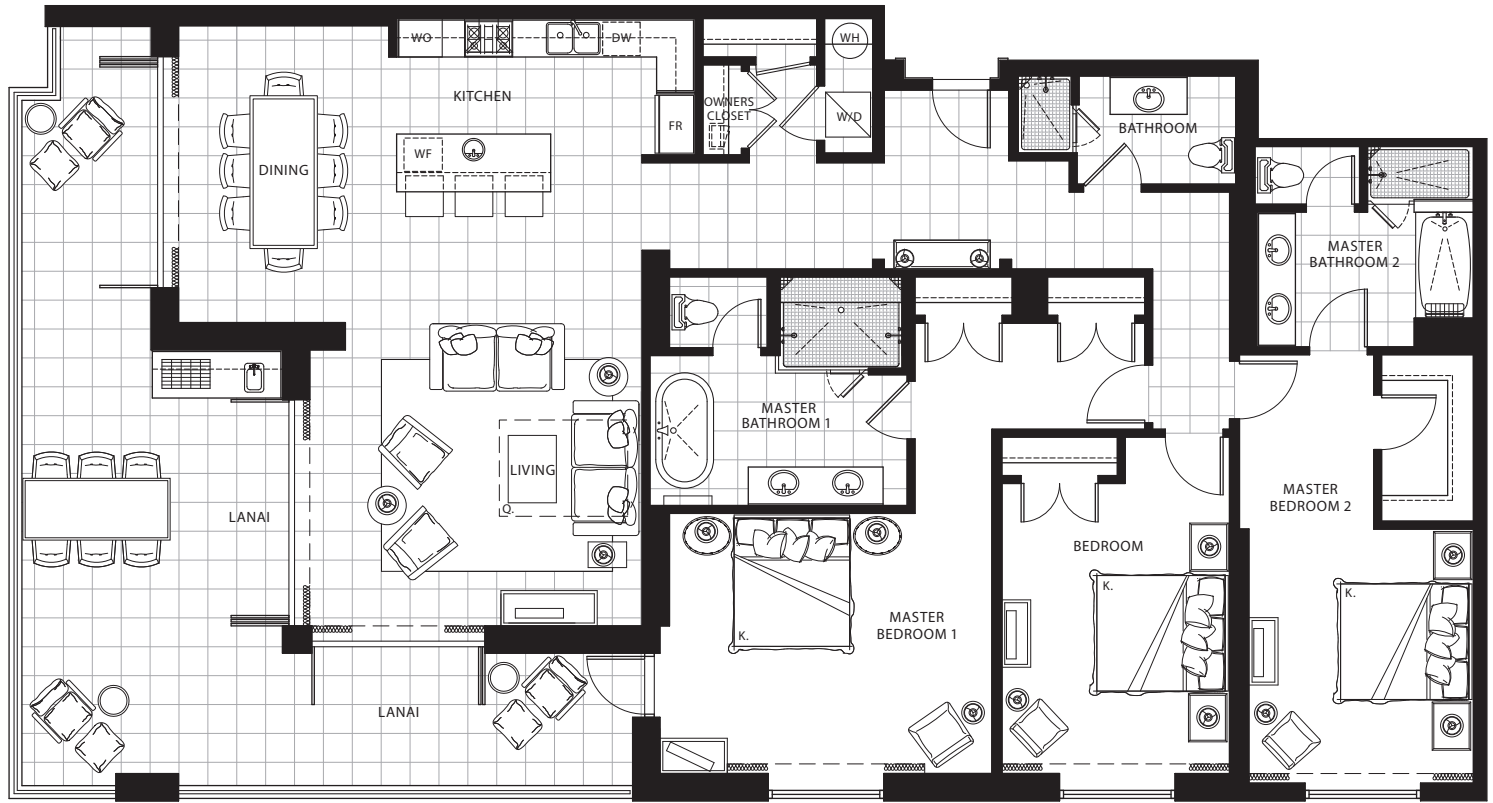 WO
DW
WH
KITCHEN
OWNERS
CLOSET
W/D
FR
WF
BATHROOM
DINING
MASTER
BATHROOM 2
MASTER
BATHROOM 1
LIVING
Q.
LANAI
MASTER
BEDROOM 2
BEDROOM
K.
K.
MASTER
BEDROOM 1
K.
LANAI